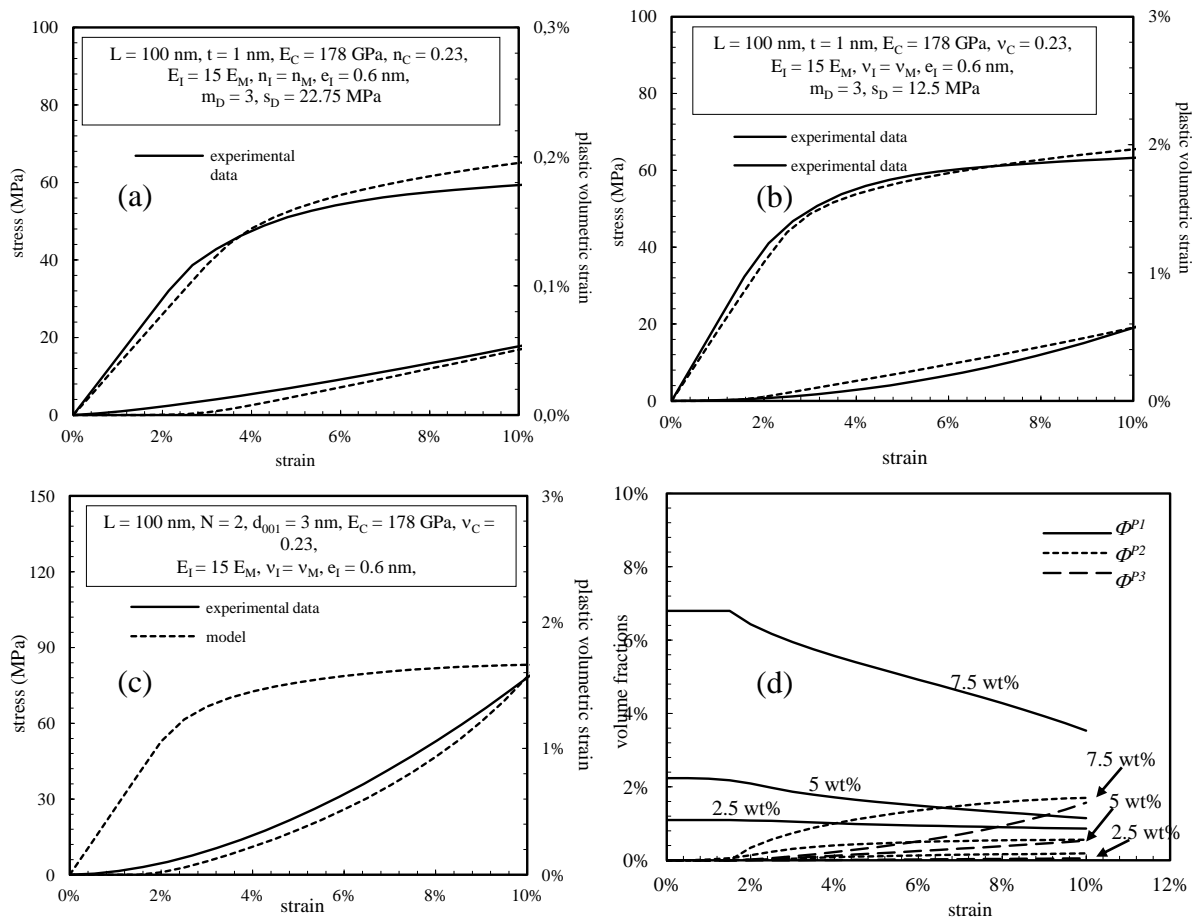 100
80
60
40
20
0
stress (MPa)
L = 100 nm, t = 1 nm, E_C = 178 GPa, n_C = 0.23,
E_I = 15 E_M, n_I = n_M, e_I = 0.6 nm,
m_D = 3, s_D = 22.75 MPa
experimental
data
(a)
0,3%
0,2%
0,1%
0,0%
plastic volumetric strain
0% 2% 4% 6% 8% 10%
strain
100
80
60
40
20
0
stress (MPa)
L = 100 nm, t = 1 nm, E_C = 178 GPa, ν_C = 0.23,
E_I = 15 E_M, ν_I = ν_M, e_I = 0.6 nm,
m_D = 3, s_D = 12.5 MPa
experimental data
experimental data
(b)
3%
2%
1%
0%
plastic volumetric strain
0% 2% 4% 6% 8% 10%
strain
150
120
90
60
30
0
stress (MPa)
L = 100 nm, N = 2, d_001 = 3 nm, E_C = 178 GPa, ν_C =
0.23,
E_I = 15 E_M, ν_I = ν_M, e_I = 0.6 nm,
experimental data
model
(c)
3%
2%
1%
0%
plastic volumetric strain
0% 2% 4% 6% 8% 10%
strain
10%
8%
6%
4%
2%
0%
volume fractions
Φ^P1
Φ^P2
Φ^P3
(d)
7.5 wt%
5 wt%
2.5 wt%
7.5 wt%
5 wt%
2.5 wt%
0% 2% 4% 6% 8% 10% 12%
strain